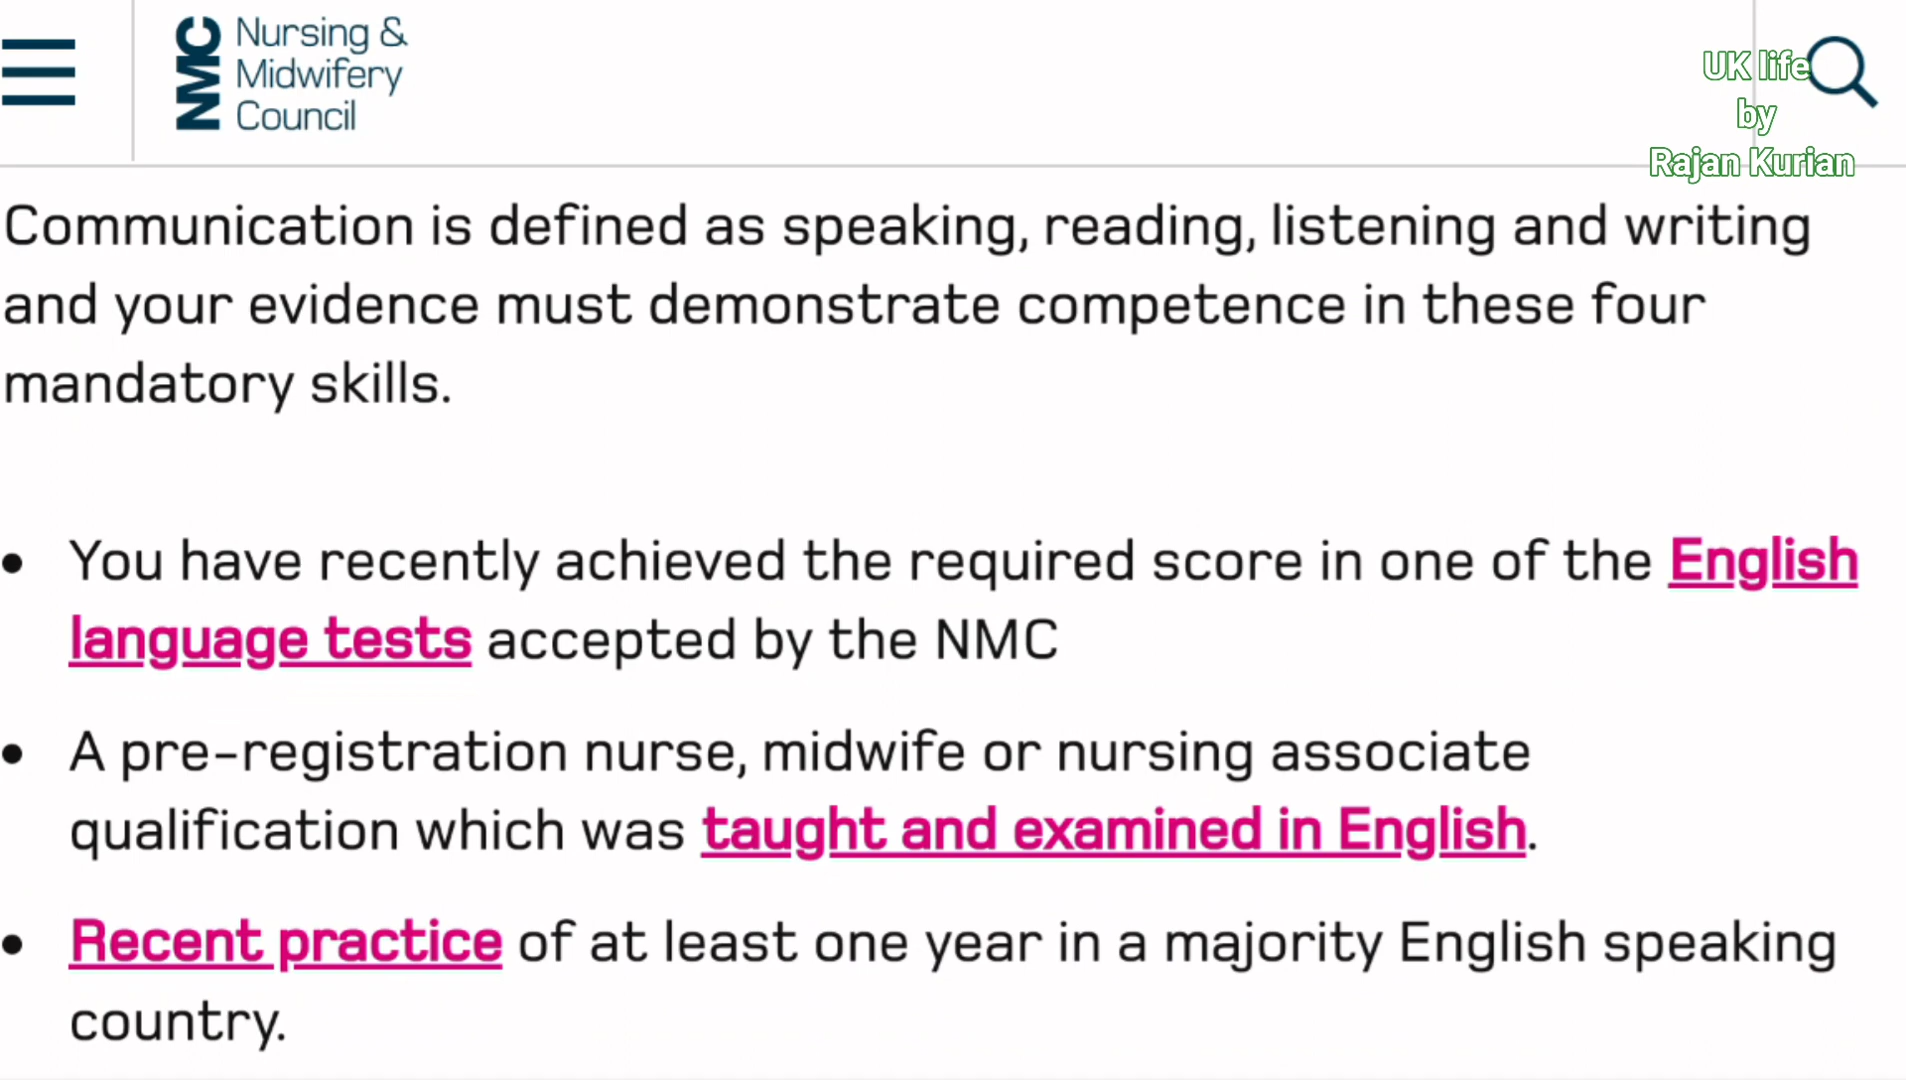 NMC
Nursing &
Midwifery
Council
UK life
by
Rajan Kurian
Communication is defined as speaking, reading, listening and writing
and your evidence must demonstrate competence in these four
mandatory skills.
• You have recently achieved the required score in one of the English
language tests accepted by the NMC
• A pre-registration nurse, midwife or nursing associate
qualification which was taught and examined in English.
• Recent practice of at least one year in a majority English speaking
country.